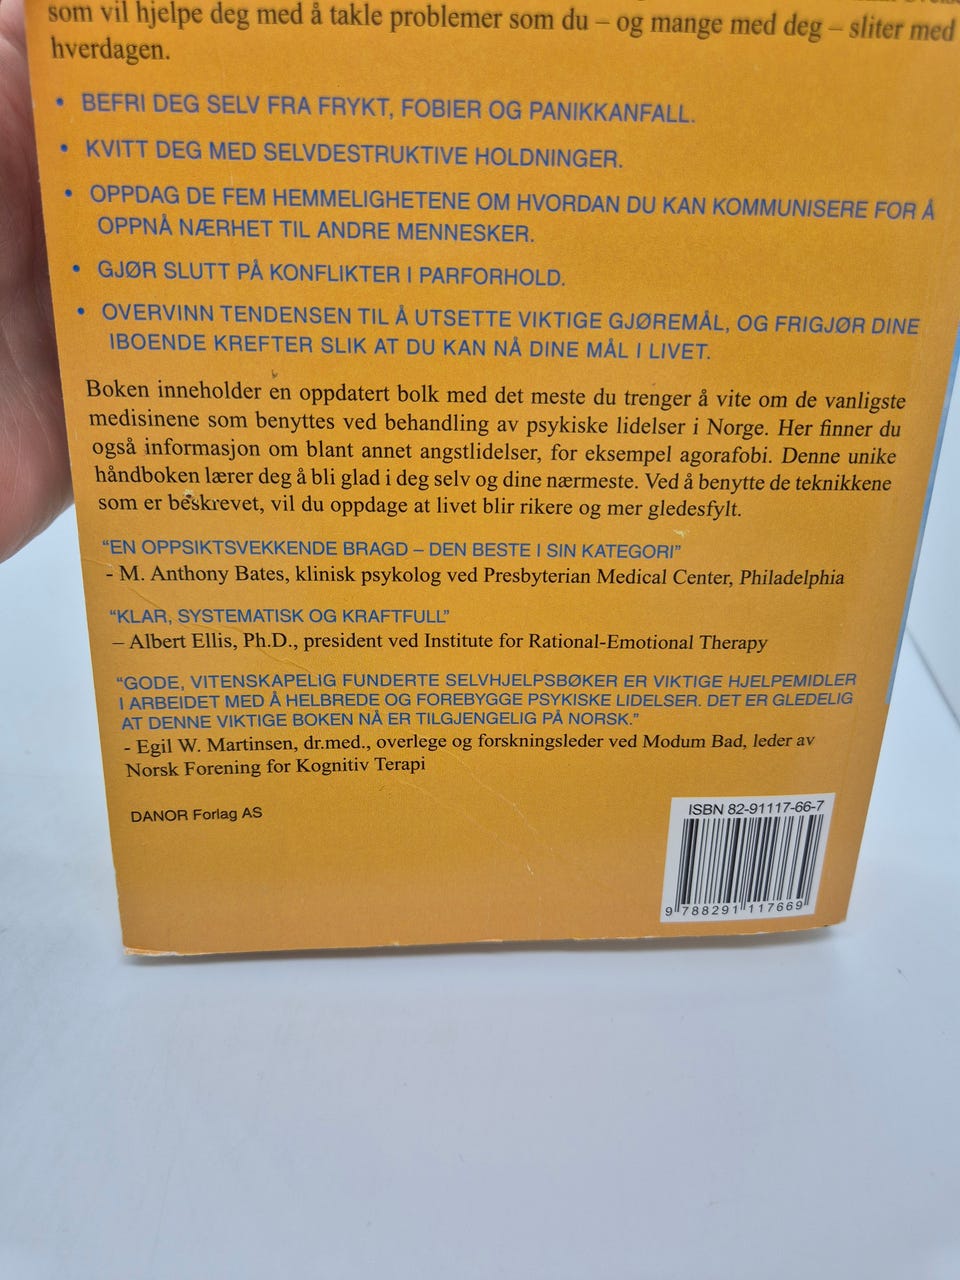 som vil hjelpe deg med å takle problemer som du – og mange med deg – sliter med
hverdagen.
• BEFRI DEG SELV FRA FRYKT, FOBIER OG PANIKKANFALL.
• KVITT DEG MED SELVDESTRUKTIVE HOLDNINGER.
• OPPDAG DE FEM HEMMELIGHETENE OM HVORDAN DU KAN KOMMUNISERE FOR Å
OPPNÅ NÆRHET TIL ANDRE MENNESKER.
• GJØR SLUTT PÅ KONFLIKTER I PARFORHOLD.
• OVERVINN TENDENSEN TIL Å UTSETTE VIKTIGE GJØREMÅL, OG FRIGJØR DINE
IBOENDE KREFTER SLIK AT DU KAN NÅ DINE MÅL I LIVET.
Boken inneholder en oppdatert bolk med det meste du trenger å vite om de vanligste
medisinene som benyttes ved behandling av psykiske lidelser i Norge. Her finner du
også informasjon om blant annet angstlidelser, for eksempel agorafobi. Denne unike
håndboken lærer deg å bli glad i deg selv og dine nærmeste. Ved å benytte de teknikkene
som er beskrevet, vil du oppdage at livet blir rikere og mer gledesfylt.
“EN OPPSIKTSVEKKENDE BRAGD – DEN BESTE I SIN KATEGORI”
- M. Anthony Bates, klinisk psykolog ved Presbyterian Medical Center, Philadelphia
“KLAR, SYSTEMATISK OG KRAFTFULL”
– Albert Ellis, Ph.D., president ved Institute for Rational-Emotional Therapy
“GODE, VITENSKAPELIG FUNDERTE SELVHJELPSBØKER ER VIKTIGE HJELPEMIDLER
I ARBEIDET MED Å HELBREDE OG FOREBYGGE PSYKISKE LIDELSER. DET ER GLEDELIG
AT DENNE VIKTIGE BOKEN NÅ ER TILGJENGELIG PÅ NORSK.”
- Egil W. Martinsen, dr.med., overlege og forskningsleder ved Modum Bad, leder av
Norsk Forening for Kognitiv Terapi
DANOR Forlag AS
ISBN 82-91117-66-7
9 788291 117669